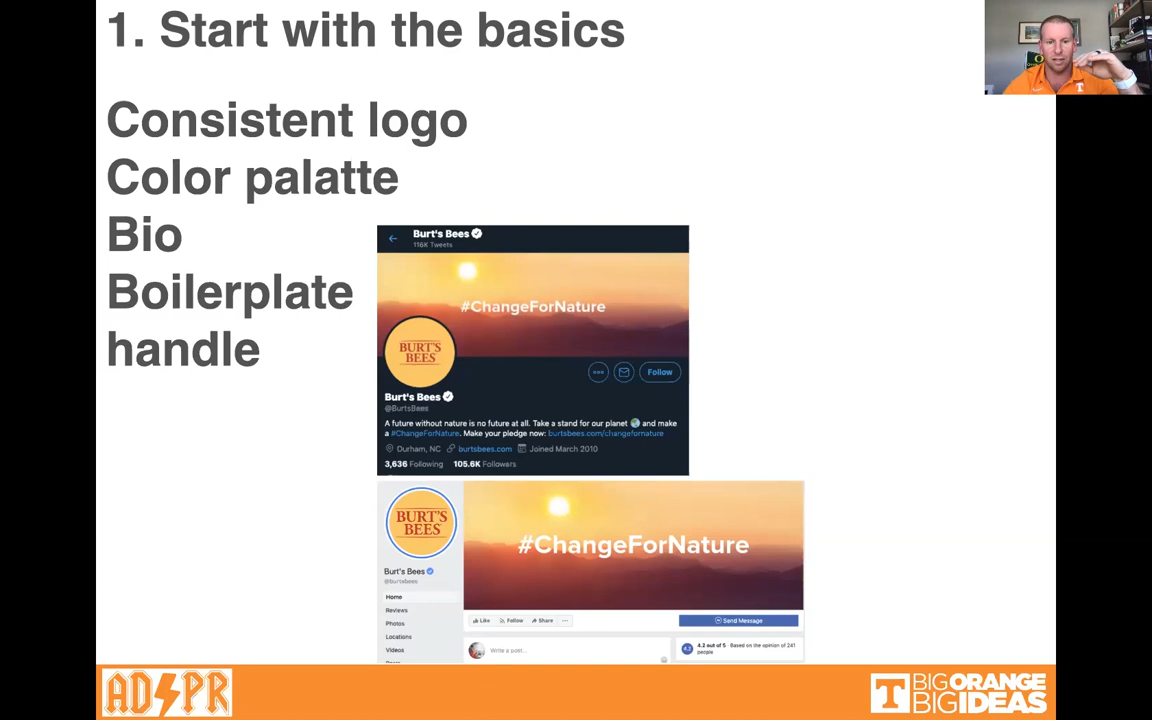 1. Start with the basics
Consistent logo
Color palatte
Bio
Boilerplate
handle
Burt's Bees
116K Tweets
#ChangeForNature
BURT'S
BEES
Follow
Burt's Bees
@BurtsBees
A future without nature is no future at all. Take a stand for our planet 🌎 and make
a #ChangeForNature. Make your pledge now: burtsbees.com/changefornature
Durham, NC burtsbees.com Joined March 2010
3,636 Following 105.6K Followers
BURT'S
BEES
#ChangeForNature
Burt's Bees
@burtsbees
Home
Reviews
Photos
Locations
Videos
Like Follow Share ...
Send Message
Write a post...
4.2 4.2 out of 5 · Based on the opinion of 241
people
AD PR
T BIG ORANGE
BIG IDEAS